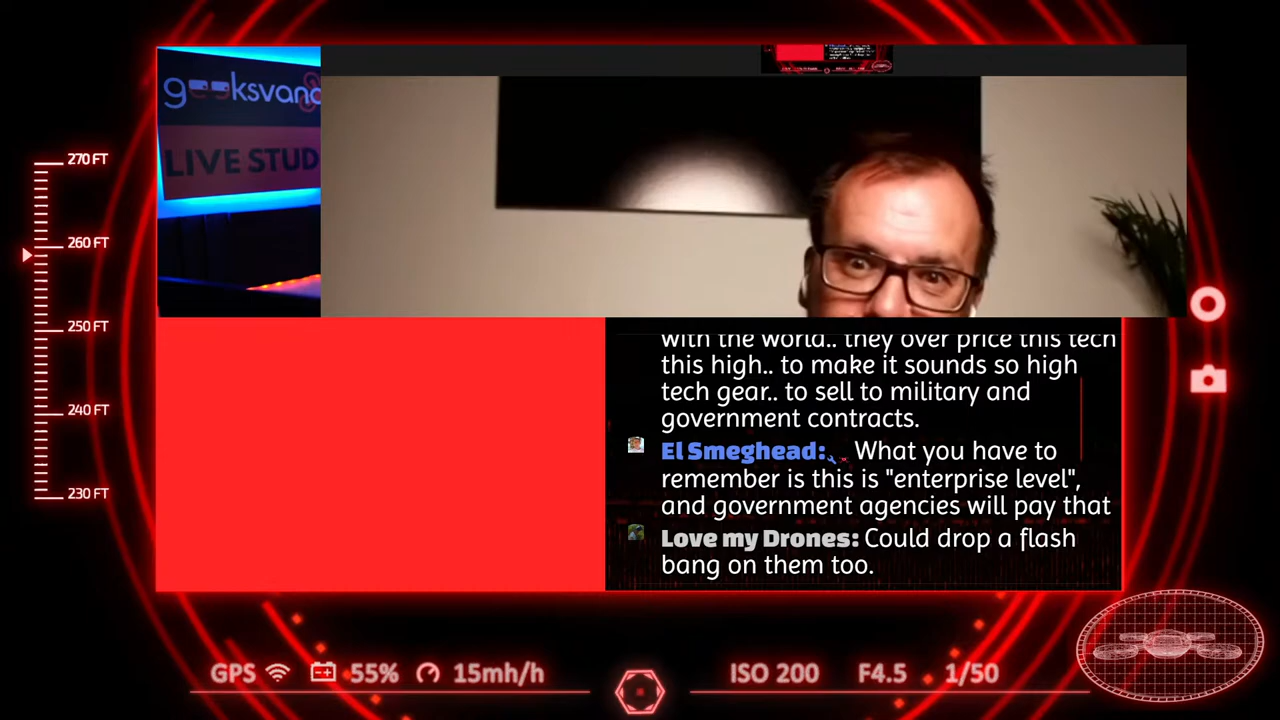 geeksvana
LIVE STUD
270 FT
260 FT
250 FT
240 FT
230 FT
with the world.. they over price this tech
this high.. to make it sounds so high
tech gear.. to sell to military and
government contracts.
El Smeghead: What you have to
remember is this is "enterprise level",
and government agencies will pay that
Love my Drones: Could drop a flash
bang on them too.
GPS 55% 15mh/h ISO 200 F4.5 1/50